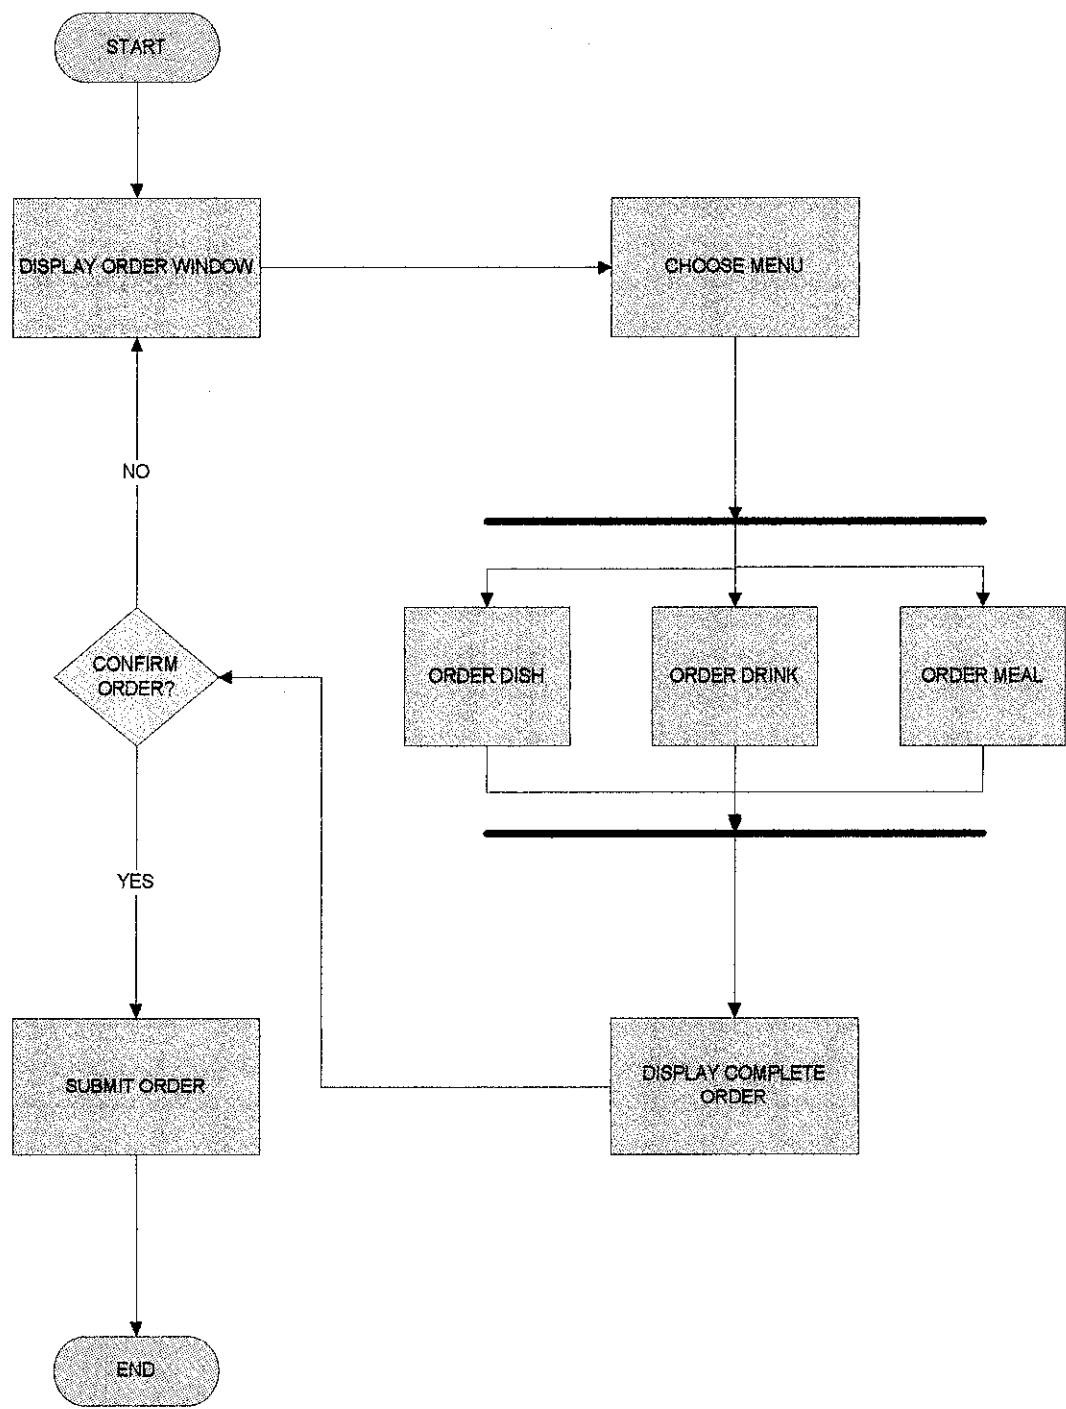 START
DISPLAY ORDER WINDOW
CHOOSE MENU
NO
CONFIRM
ORDER?
ORDER DISH
ORDER DRINK
ORDER MEAL
YES
SUBMIT ORDER
DISPLAY COMPLETE
ORDER
END